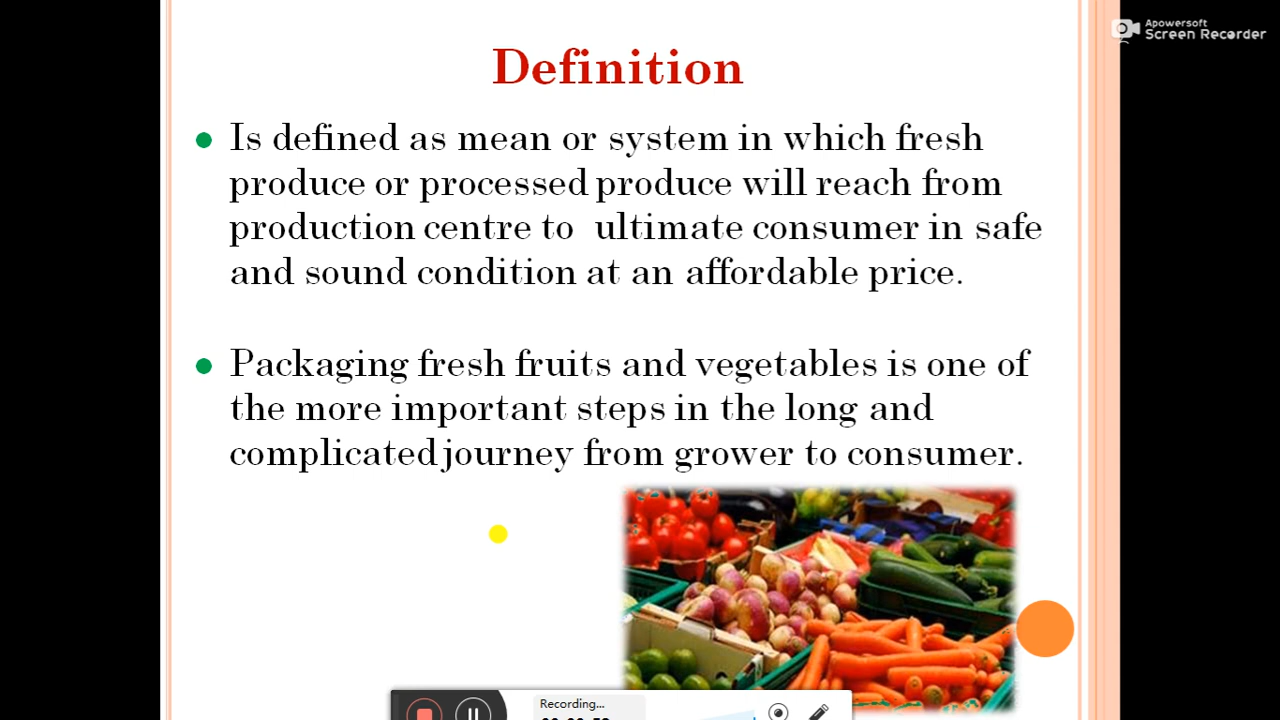 Apowersoft
Screen Recorder
Definition
Is defined as mean or system in which fresh
produce or processed produce will reach from
production centre to ultimate consumer in safe
and sound condition at an affordable price.
Packaging fresh fruits and vegetables is one of
the more important steps in the long and
complicated journey from grower to consumer.
Recording...